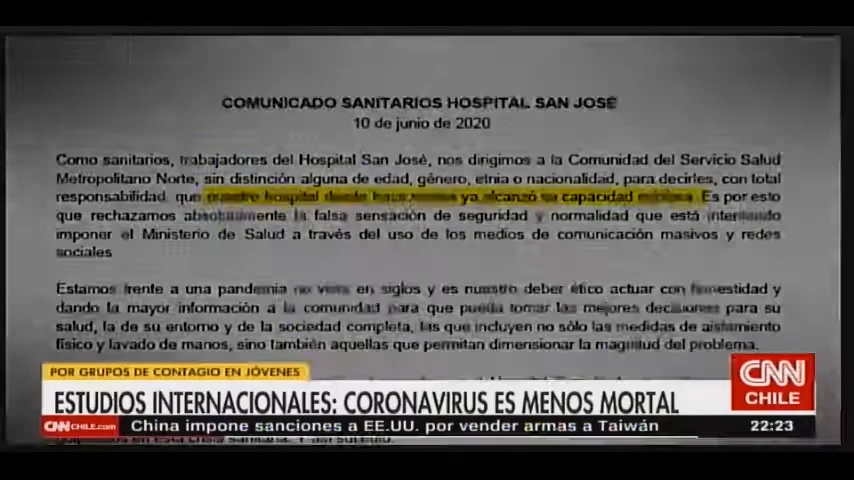 COMUNICADO SANITARIOS HOSPITAL SAN JOSÉ
10 de junio de 2020
Como sanitarios, trabajadores del Hospital San José, nos dirigimos a la Comunidad del Servicio Salud
Metropolitano Norte, sin distinción alguna de edad, género, etnia o nacionalidad, para decirles, con total
responsabilidad, que nuestro hospital desde hace ya alcanzó su capacidad máxima. Es por esto
que rechazamos absolutamente la falsa sensación de seguridad y normalidad que está intentando
imponer el Ministerio de Salud a través del uso de los medios de comunicación masivos y redes
sociales
Estamos frente a una pandemia no vista en siglos y es nuestro deber ético actuar con honestidad y
dando la mayor información a la comunidad para que pueda tomar las mejores decisiones para su
salud, la de su entorno y de la sociedad completa, las que incluyen no sólo las medidas de aislamiento
físico y lavado de manos, sino también aquellas que permitan dimensionar la magnitud del problema.
POR GRUPOS DE CONTAGIO EN JÓVENES
ESTUDIOS INTERNACIONALES: CORONAVIRUS ES MENOS MORTAL
CNN CHILE
CNNCHILE.com China impone sanciones a EE.UU. por vender armas a Taiwán 22:23
en esta crisis sanitaria. Y así sucedió.